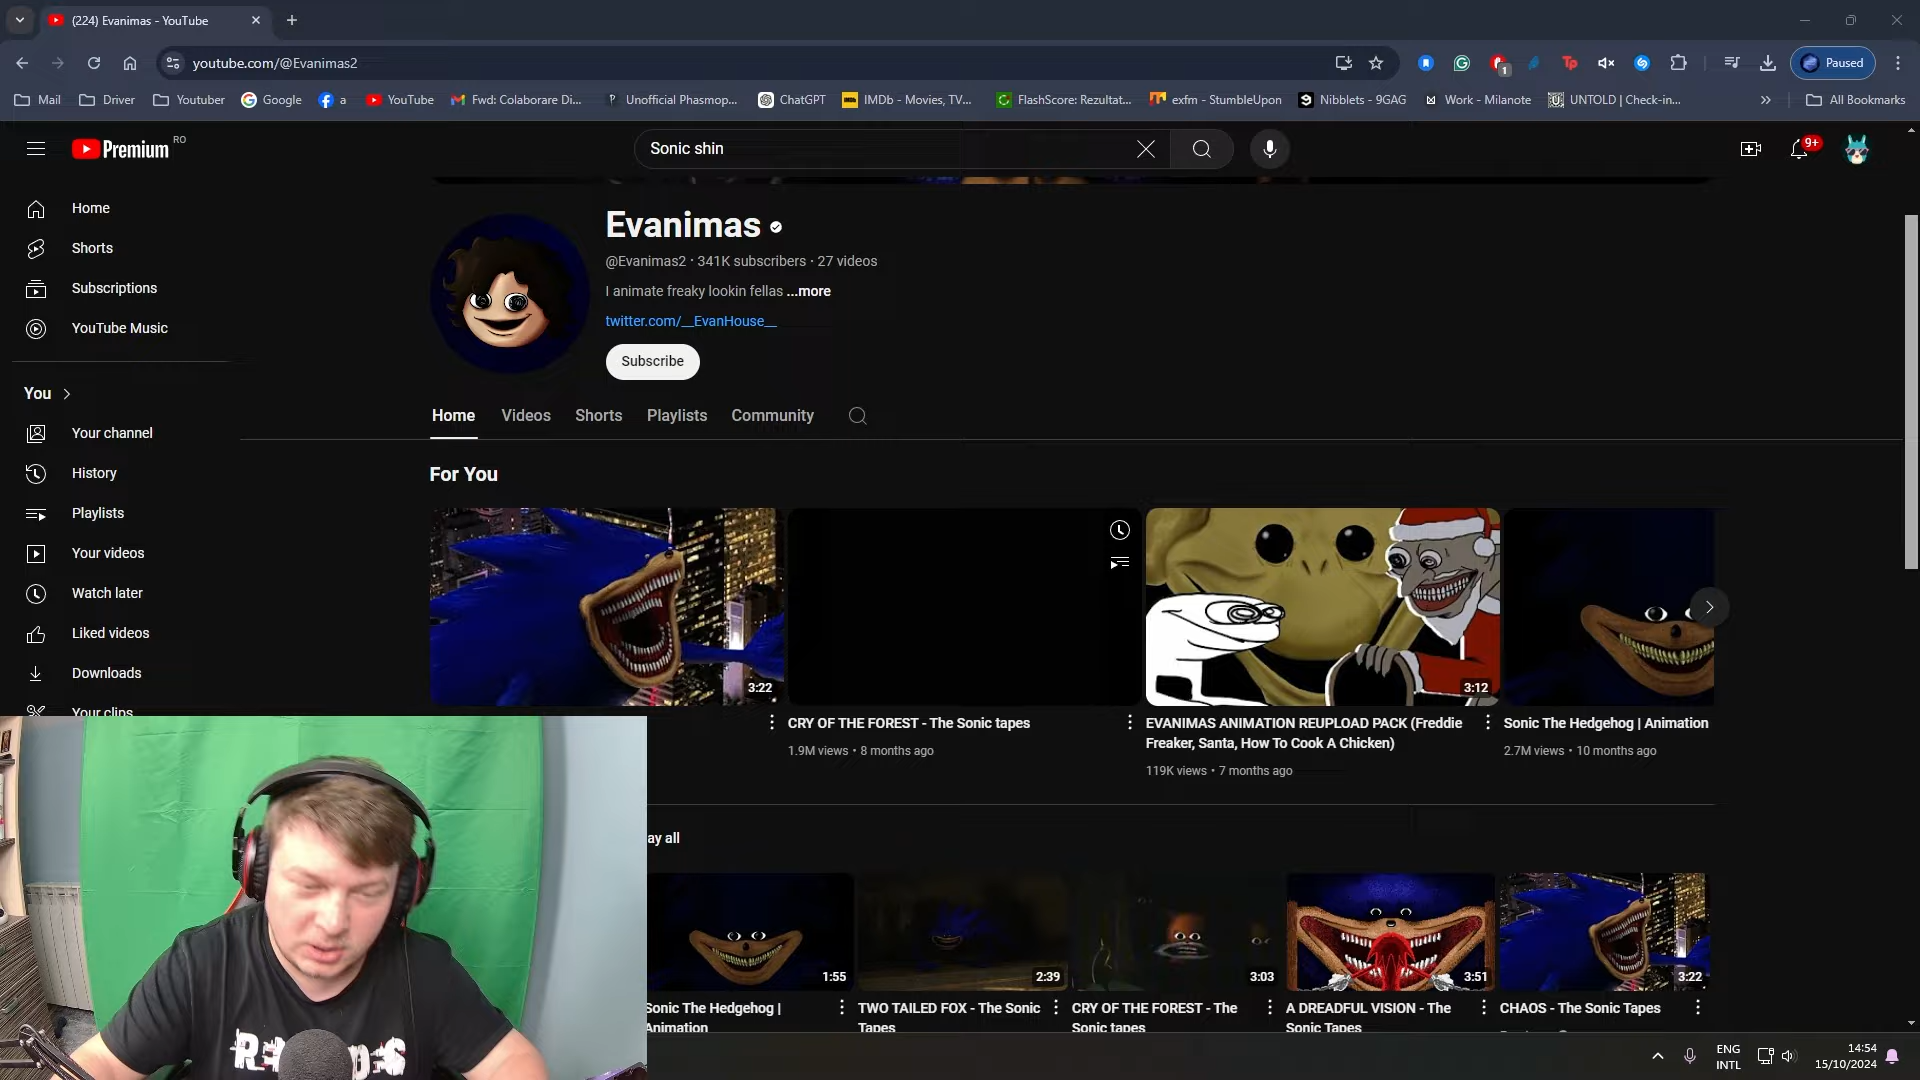 (224) Evanimas - YouTube
youtube.com/@Evanimas2
1
Tp
Paused
Mail
Driver
Youtuber
Google
a
YouTube
Fwd: Colaborare Di...
Unofficial Phasmop...
ChatGPT
IMDb - Movies, TV...
FlashScore: Rezultat...
exfm - StumbleUpon
Nibblets - 9GAG
Work - Milanote
UNTOLD | Check-in...
All Bookmarks
Premium RO
Sonic shin
9+
Home
Shorts
Subscriptions
YouTube Music
You
Your channel
History
Playlists
Your videos
Watch later
Liked videos
Downloads
Your clips
Evanimas
@Evanimas2 · 341K subscribers · 27 videos
I animate freaky lookin fellas ...more
twitter.com/__EvanHouse__
Subscribe
Home Videos Shorts Playlists Community
For You
3:22
3:12
CRY OF THE FOREST - The Sonic tapes
1.9M views • 8 months ago
EVANIMAS ANIMATION REUPLOAD PACK (Freddie
Freaker, Santa, How To Cook A Chicken)
119K views • 7 months ago
Sonic The Hedgehog | Animation
2.7M views • 10 months ago
ay all
1:55
2:39
3:03
3:51
3:22
Sonic The Hedgehog |
Animation
TWO TAILED FOX - The Sonic
Tapes
CRY OF THE FOREST - The
Sonic tapes
A DREADFUL VISION - The
Sonic Tapes
CHAOS - The Sonic Tapes
ENG
INTL
14:54
15/10/2024